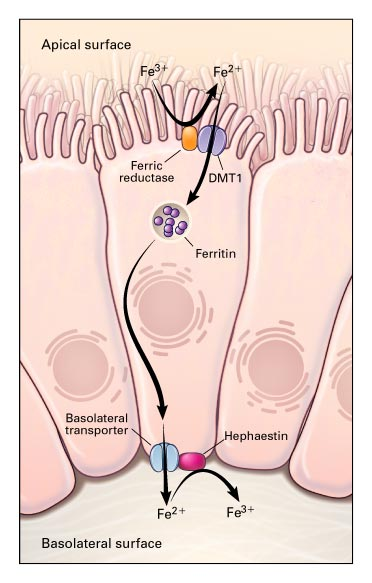 Apical surface
Fe³⁺
Fe²⁺
Ferric
reductase
DMT1
Ferritin
Basolateral
transporter
Hephaestin
Fe²⁺
Fe³⁺
Basolateral surface